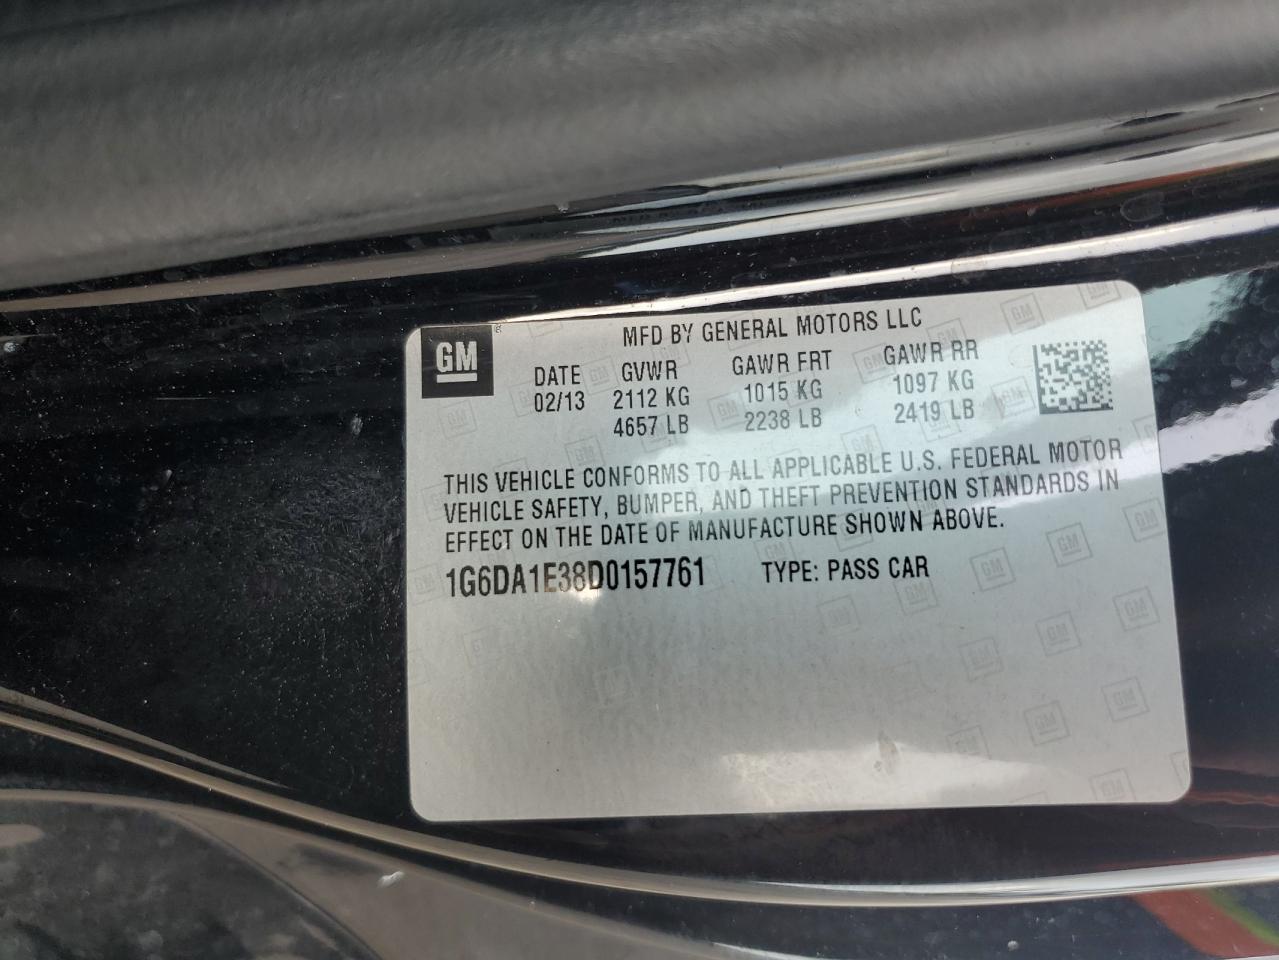 GM
MFD BY GENERAL MOTORS LLC
DATE GVWR GAWR FRT GAWR RR
02/13 2112 KG 1015 KG 1097 KG
4657 LB 2238 LB 2419 LB
THIS VEHICLE CONFORMS TO ALL APPLICABLE U.S. FEDERAL MOTOR
VEHICLE SAFETY, BUMPER, AND THEFT PREVENTION STANDARDS IN
EFFECT ON THE DATE OF MANUFACTURE SHOWN ABOVE.
1G6DA1E38D0157761 TYPE: PASS CAR